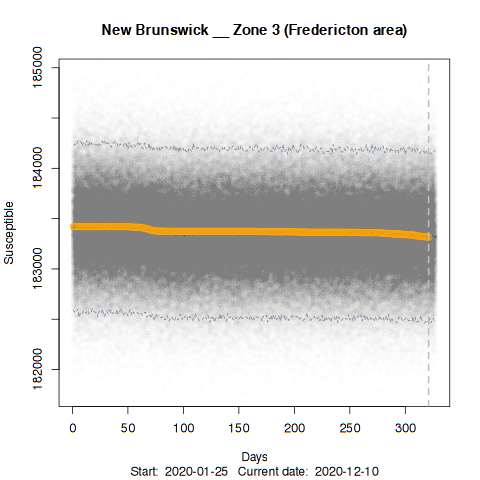 New Brunswick __ Zone 3 (Fredericton area)
185000
184000
183000
182000
Susceptible
0 50 100 150 200 250 300
Days
Start: 2020-01-25 Current date: 2020-12-10